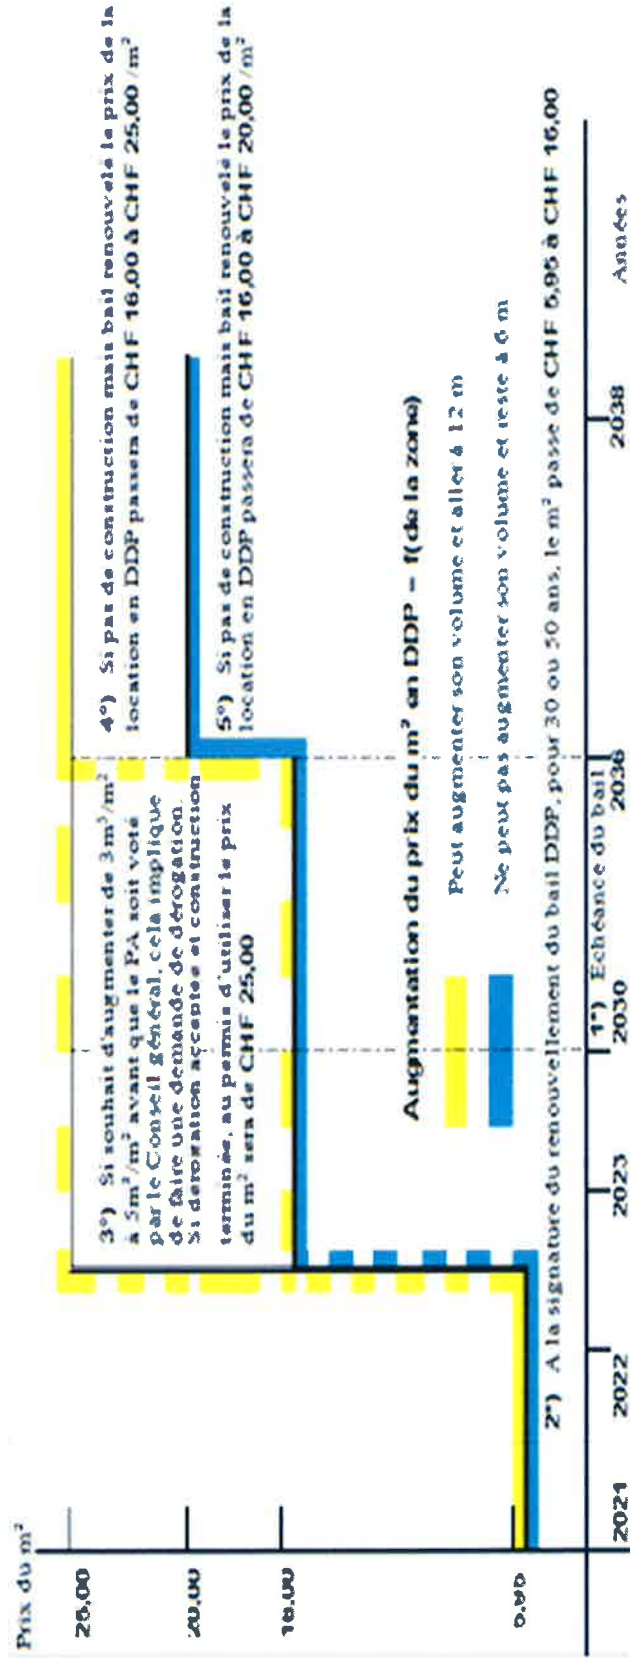 Prix du m²
25,00
20,00
16,00
5,95
3°) Si souhait d'augmenter de 3m³/m²
à 5m³/m² avant que le PA soit voté
par le Conseil général, cela implique
de faire une demande de dérogation.
Si dérogation acceptée et construction
terminée, au permis d'utiliser le prix
du m² sera de CHF 25,00
4°) Si pas de construction mais bail renouvelé le prix de la
location en DDP passera de CHF 16,00 à CHF 25,00 /m²
5°) Si pas de construction mais bail renouvelé le prix de la
location en DDP passera de CHF 16,00 à CHF 20,00 /m²
Augmentation du prix du m² en DDP – f(de la zone)
Peut augmenter son volume et aller à 12 m
Ne peut pas augmenter son volume et reste à 6 m
2°) A la signature du renouvellement du bail DDP, pour 30 ou 50 ans, le m² passe de CHF 5,95 à CHF 16,00
1°) Echéance du bail
2021
2022
2023
2030
2036
2038
Années